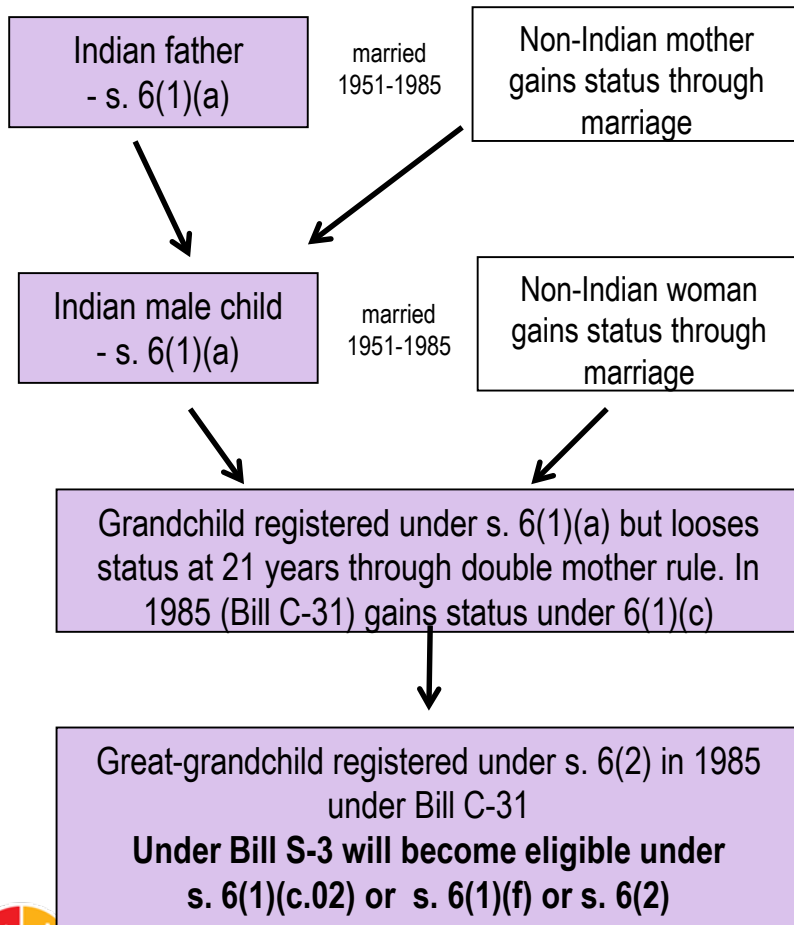 Indian father
- s. 6(1)(a)
married
1951-1985
Non-Indian mother
gains status through
marriage
Indian male child
- s. 6(1)(a)
married
1951-1985
Non-Indian woman
gains status through
marriage
Grandchild registered under s. 6(1)(a) but looses
status at 21 years through double mother rule. In
1985 (Bill C-31) gains status under 6(1)(c)
Great-grandchild registered under s. 6(2) in 1985
under Bill C-31
Under Bill S-3 will become eligible under
s. 6(1)(c.02) or s. 6(1)(f) or s. 6(2)